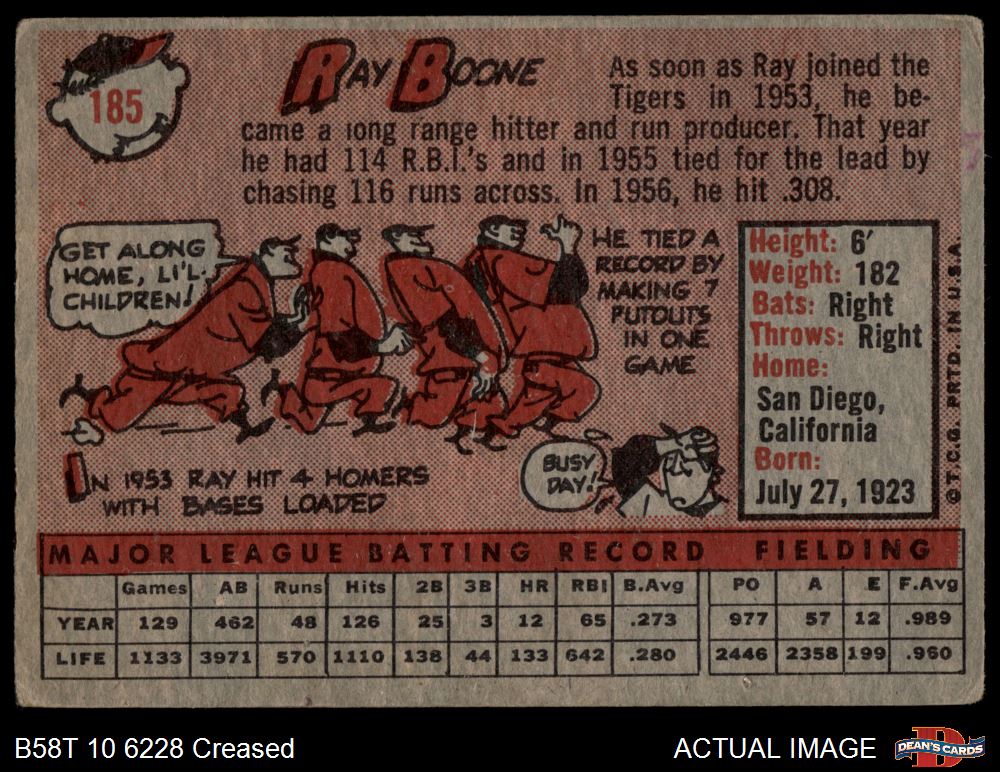 185
RAY BOONE
As soon as Ray joined the
Tigers in 1953, he be-
came a long range hitter and run producer. That year
he had 114 R.B.I.'s and in 1955 tied for the lead by
chasing 116 runs across. In 1956, he hit .308.
GET ALONG
HOME, LI'L
CHILDREN!
HE TIED A
RECORD BY
MAKING 7
PUTOUTS
IN ONE
GAME
IN 1953 RAY HIT 4 HOMERS
WITH BASES LOADED
BUSY
DAY!
Height: 6'
Weight: 182
Bats: Right
Throws: Right
Home:
San Diego,
California
Born:
July 27, 1923
© T.C.G. PRTD. IN U.S.A.
MAJOR LEAGUE BATTING RECORD FIELDING
Games AB Runs Hits 2B 3B HR RBI B.Avg PO A E F.Avg
YEAR 129 462 48 126 25 3 12 65 .273 977 57 12 .989
LIFE 1133 3971 570 1110 138 44 133 642 .280 2446 2358 199 .960
B58T 10 6228 Creased
ACTUAL IMAGE
DEAN'S CARDS